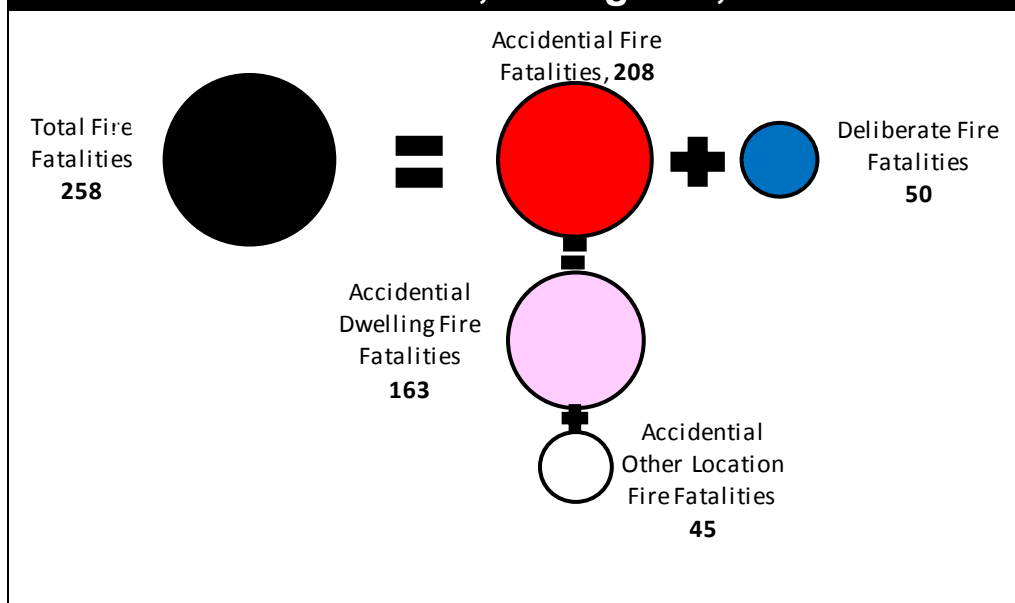 Accidential Fire
Fatalities, 208
Total Fire
Fatalities
258
Deliberate Fire
Fatalities
50
Accidential
Dwelling Fire
Fatalities
163
Accidential
Other Location
Fire Fatalities
45